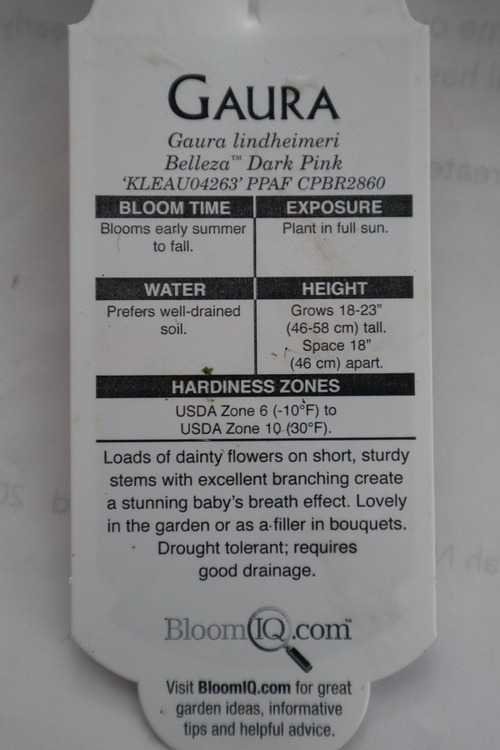 GAURA
Gaura lindheimeri
Belleza™ Dark Pink
'KLEAU04263' PPAF CPBR2860
BLOOM TIME
Blooms early summer
to fall.
EXPOSURE
Plant in full sun.
WATER
Prefers well-drained
soil.
HEIGHT
Grows 18-23"
(46-58 cm) tall.
Space 18"
(46 cm) apart.
HARDINESS ZONES
USDA Zone 6 (-10°F) to
USDA Zone 10 (30°F).
Loads of dainty flowers on short, sturdy
stems with excellent branching create
a stunning baby's breath effect. Lovely
in the garden or as a filler in bouquets.
Drought tolerant; requires
good drainage.
BloomIQ.com™
Visit BloomIQ.com for great
garden ideas, informative
tips and helpful advice.